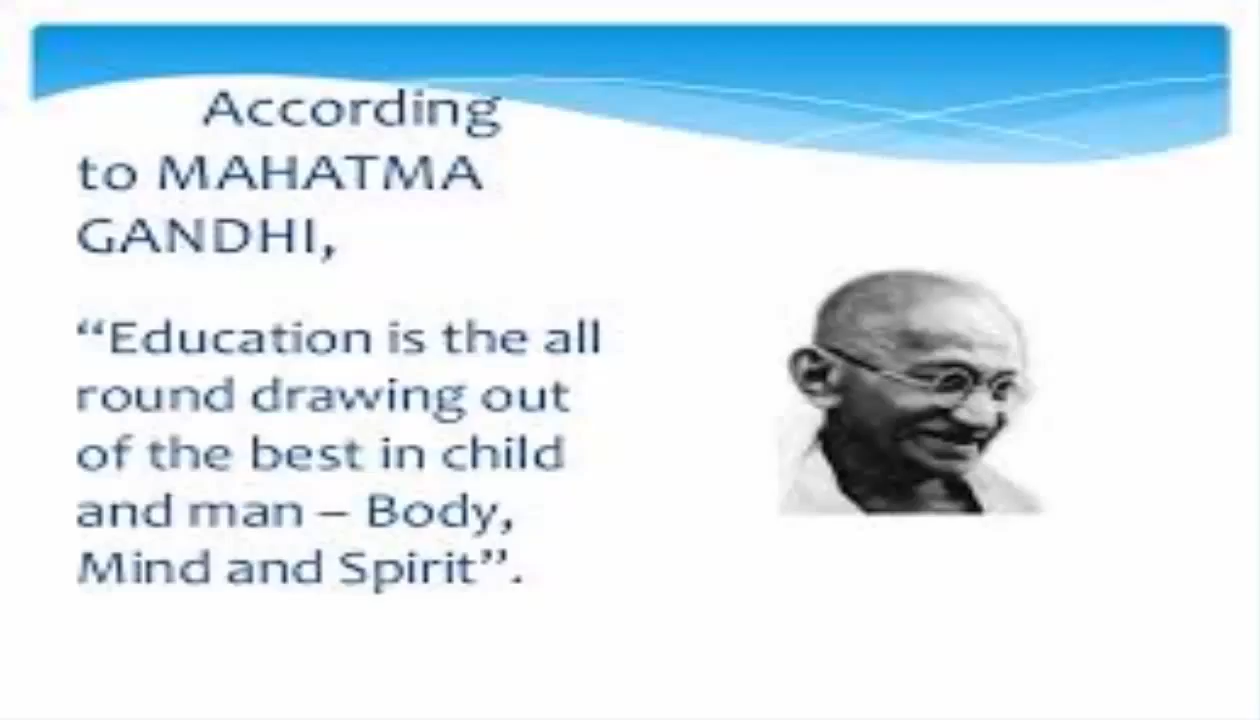 According
to MAHATMA
GANDHI,
“Education is the all
round drawing out
of the best in child
and man – Body,
Mind and Spirit”.